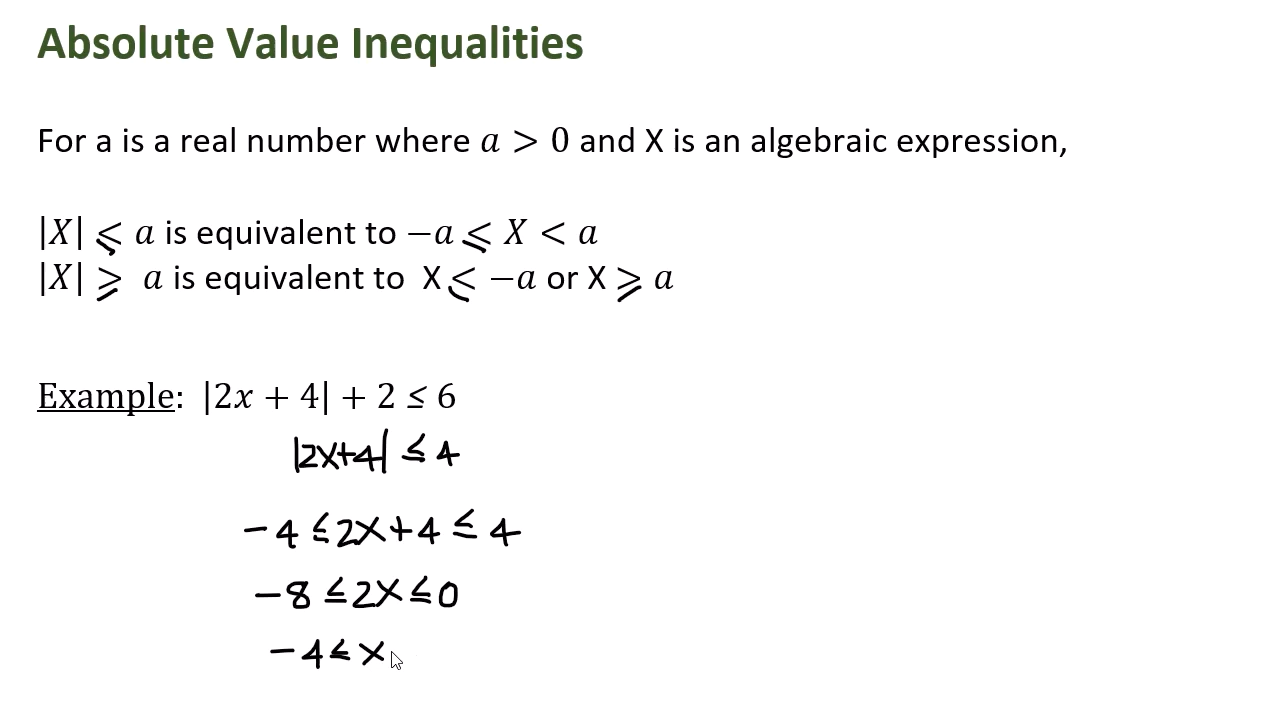 Absolute Value Inequalities
For a is a real number where a > 0 and X is an algebraic expression,
|X| ⩽ a is equivalent to −a ⩽ X < a
|X| ⩾ a is equivalent to X ⩽ −a or X ⩾ a
Example: |2x + 4| + 2 ≤ 6
|2x+4| ≤ 4
−4 ≤ 2x+4 ≤ 4
−8 ≤ 2x ≤ 0
−4 ≤ x